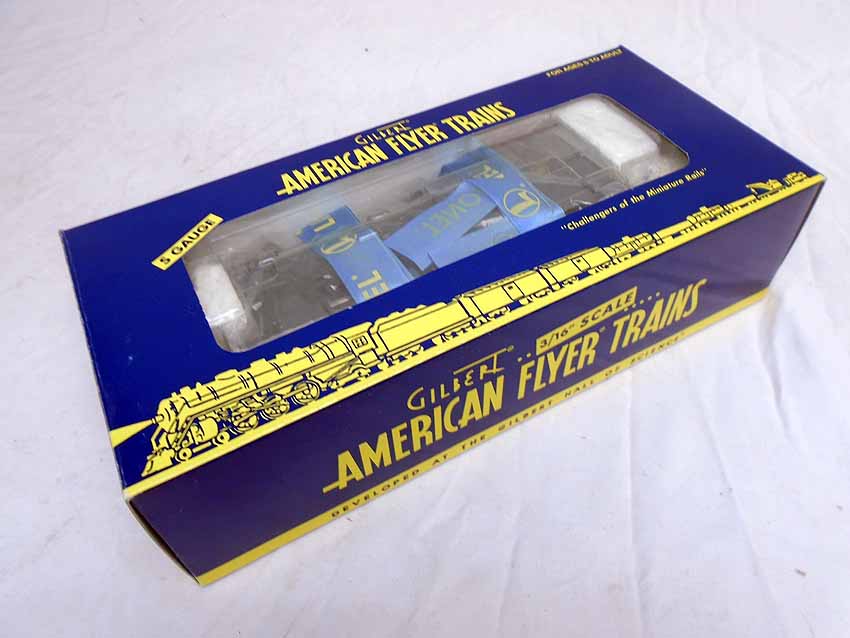 FOR AGES 8 TO ADULT
GILBERT
AMERICAN FLYER TRAINS
S GAUGE
"Challengers of the Miniature Rails"
3/16" SCALE
GILBERT
AMERICAN FLYER TRAINS
DEVELOPED AT THE GILBERT HALL OF SCIENCE